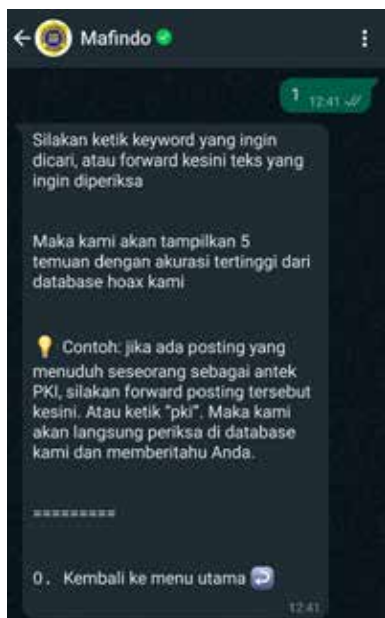 Mafindo
1 12:41
Silakan ketik keyword yang ingin
dicari, atau forward kesini teks yang
ingin diperiksa
Maka kami akan tampilkan 5
temuan dengan akurasi tertinggi dari
database hoax kami
💡 Contoh: jika ada posting yang
menuduh seseorang sebagai antek
PKI, silakan forward posting tersebut
kesini. Atau ketik "pki". Maka kami
akan langsung periksa di database
kami dan memberitahu Anda.
=========
0. Kembali ke menu utama ↩️
12:41